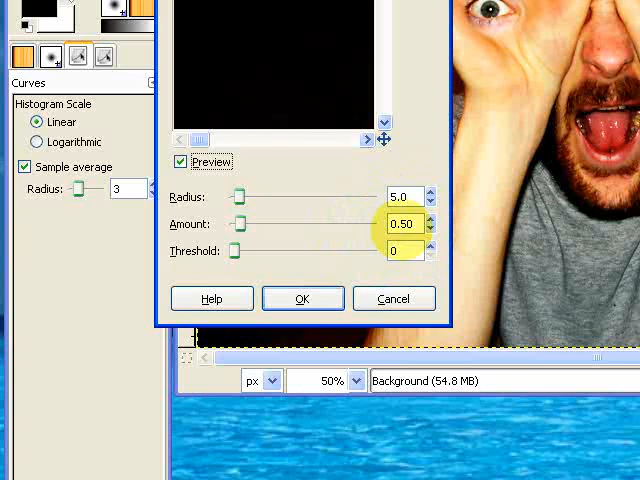 Curves
Histogram Scale
Linear
Logarithmic
Sample average
Radius: 3
Preview
Radius: 5.0
Amount: 0.50
Threshold: 0
Help OK Cancel
px 50% Background (54.8 MB)